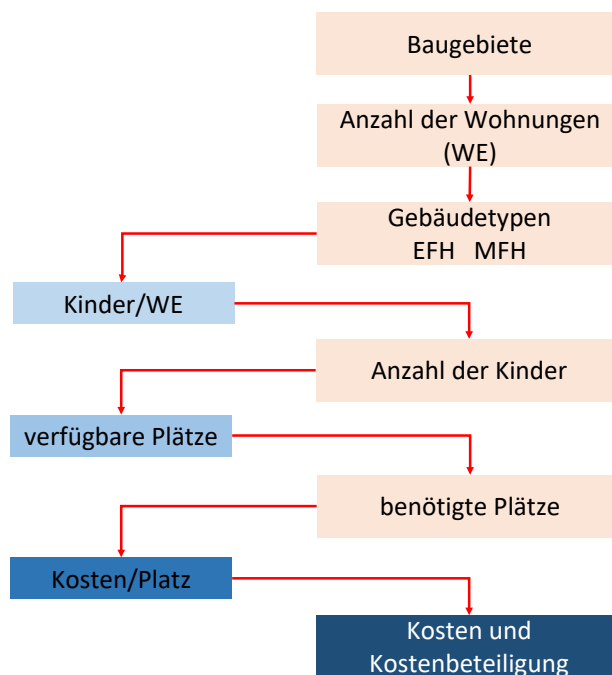 Baugebiete
Anzahl der Wohnungen
(WE)
Gebäudetypen
EFH MFH
Kinder/WE
Anzahl der Kinder
verfügbare Plätze
benötigte Plätze
Kosten/Platz
Kosten und
Kostenbeteiligung